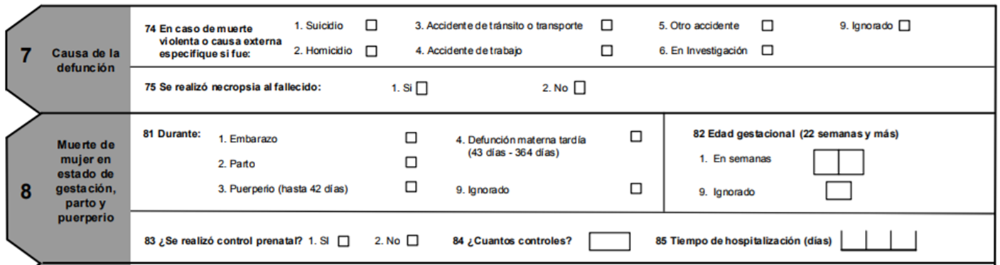 7
Causa de la
defunción
74 En caso de muerte
violenta o causa externa
especifique si fue:
1. Suicidio
3. Accidente de tránsito o transporte
5. Otro accidente
9. Ignorado
2. Homicidio
4. Accidente de trabajo
6. En Investigación
75 Se realizó necropsia al fallecido:
1. Si
2. No
8
Muerte de
mujer en
estado de
gestación,
parto y
puerperio
81 Durante:
1. Embarazo
2. Parto
3. Puerperio (hasta 42 días)
4. Defunción materna tardía
(43 días - 364 días)
9. Ignorado
82 Edad gestacional (22 semanas y más)
1. En semanas
9. Ignorado
83 ¿Se realizó control prenatal? 1. SI
2. No
84 ¿Cuantos controles?
85 Tiempo de hospitalización (días)